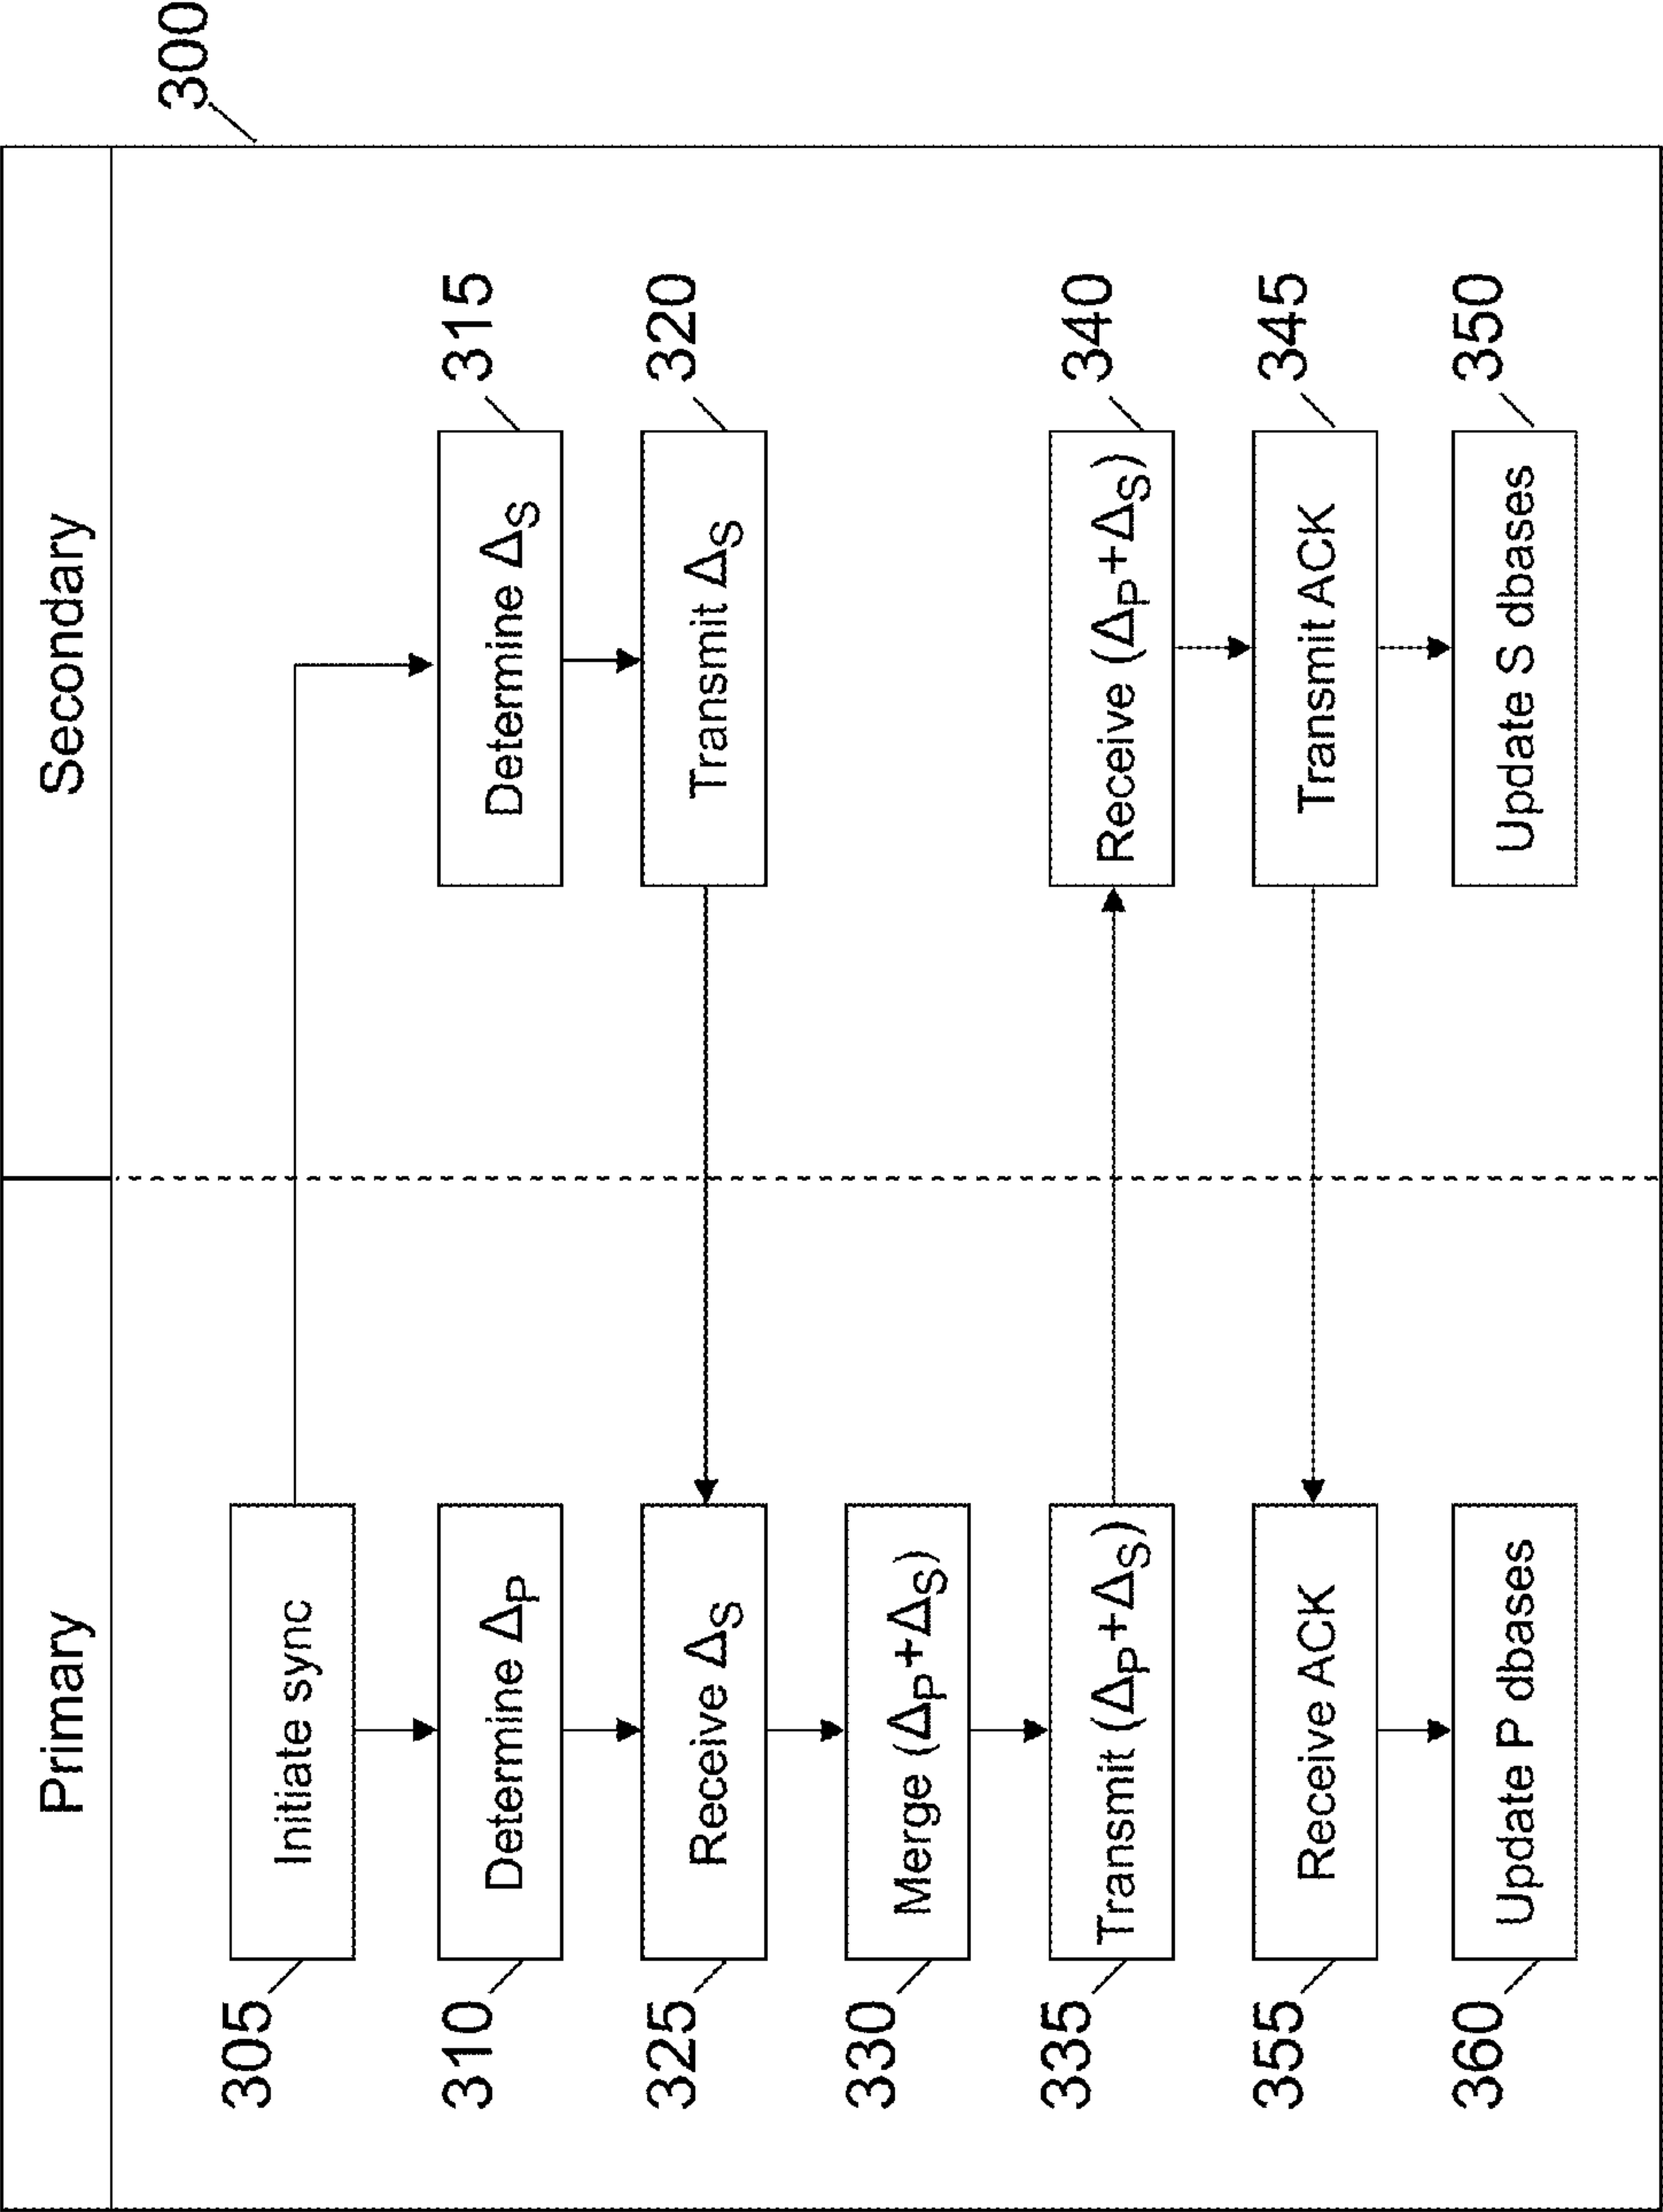 300
Primary
Secondary
305
Initiate sync
310
Determine ΔP
Determine ΔS
315
325
Receive ΔS
Transmit ΔS
320
330
Merge (ΔP+ΔS)
335
Transmit (ΔP+ΔS)
Receive (ΔP+ΔS)
340
355
Receive ACK
Transmit ACK
345
360
Update P dbases
Update S dbases
350